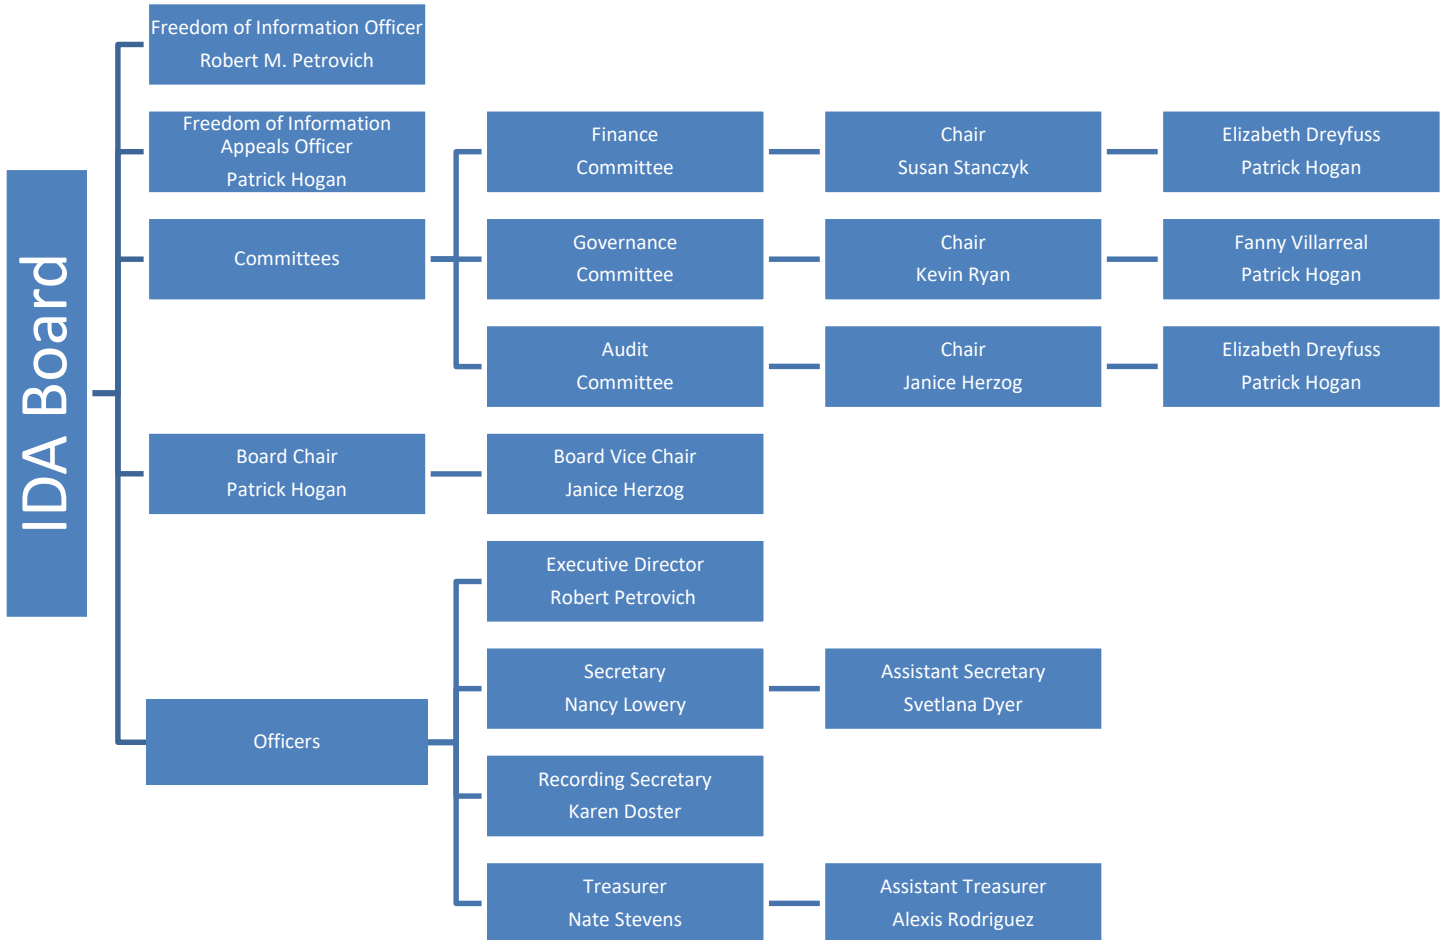 IDA Board
Freedom of Information Officer
Robert M. Petrovich
Freedom of Information
Appeals Officer
Patrick Hogan
Committees
Finance
Committee
Chair
Susan Stanczyk
Elizabeth Dreyfuss
Patrick Hogan
Governance
Committee
Chair
Kevin Ryan
Fanny Villarreal
Patrick Hogan
Audit
Committee
Chair
Janice Herzog
Elizabeth Dreyfuss
Patrick Hogan
Board Chair
Patrick Hogan
Board Vice Chair
Janice Herzog
Officers
Executive Director
Robert Petrovich
Secretary
Nancy Lowery
Assistant Secretary
Svetlana Dyer
Recording Secretary
Karen Doster
Treasurer
Nate Stevens
Assistant Treasurer
Alexis Rodriguez